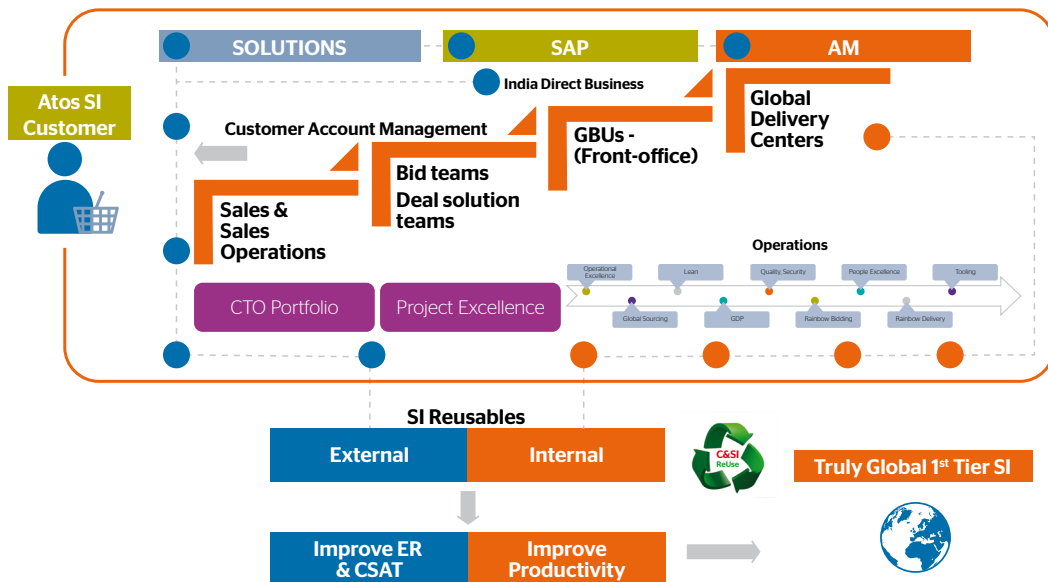 SOLUTIONS
SAP
AM
India Direct Business
Atos SI
Customer
Customer Account Management
Global
Delivery
Centers
GBUs -
(Front-office)
Bid teams
Deal solution
teams
Sales &
Sales
Operations
Operations
Operational
Excellence
Lean
Quality, Security
People Excellence
Tooling
CTO Portfolio
Project Excellence
Global Sourcing
GDP
Rainbow Bidding
Rainbow Delivery
SI Reusables
External
Internal
C&SI
ReUse
Truly Global 1st Tier SI
Improve ER
& CSAT
Improve
Productivity